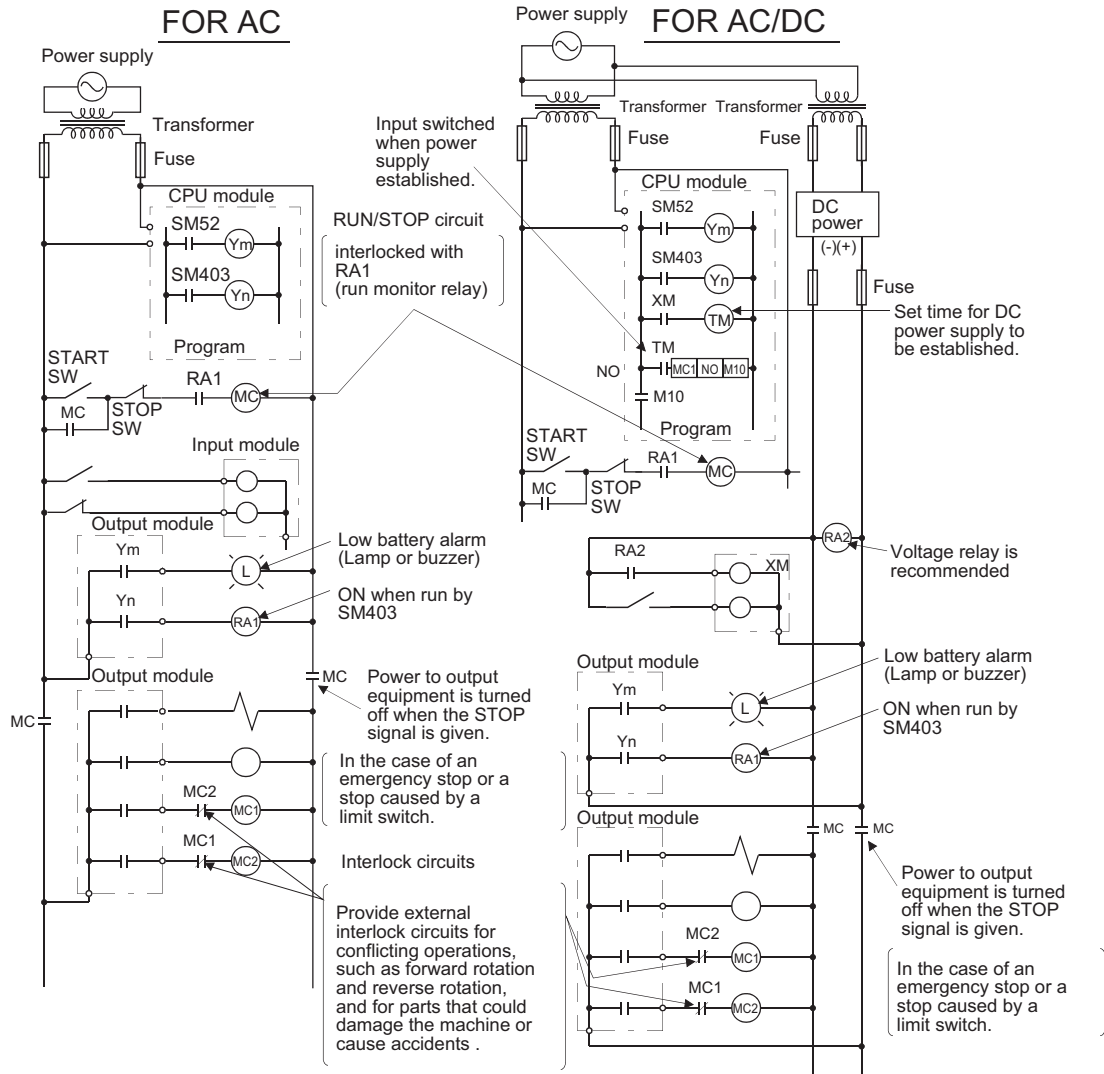 FOR AC
Power supply
Transformer
Fuse
CPU module
SM52
Ym
SM403
Yn
Program
RUN/STOP circuit
interlocked with
RA1
(run monitor relay)
START
SW
MC
STOP
SW
RA1
MC
Input module
Output module
Ym
L
Yn
RA1
Low battery alarm
(Lamp or buzzer)
ON when run by
SM403
Output module
MC
MC
Power to output
equipment is turned
off when the STOP
signal is given.
In the case of an
emergency stop or a
stop caused by a
limit switch.
MC2
MC1
MC1
MC2
Interlock circuits
Provide external
interlock circuits for
conflicting operations,
such as forward rotation
and reverse rotation,
and for parts that could
damage the machine or
cause accidents .
FOR AC/DC
Power supply
Transformer
Transformer
Fuse
Fuse
Input switched
when power
supply
established.
CPU module
SM52
Ym
SM403
Yn
XM
TM
TM
NO
MC1 NO M10
M10
Program
DC
power
(-)(+)
Fuse
Set time for DC
power supply to
be established.
START
SW
MC
STOP
SW
RA1
MC
RA2
Voltage relay is
recommended
RA2
XM
Output module
Ym
L
Yn
RA1
Low battery alarm
(Lamp or buzzer)
ON when run by
SM403
Output module
MC
MC
Power to output
equipment is turned
off when the STOP
signal is given.
In the case of an
emergency stop or a
stop caused by a
limit switch.
MC2
MC1
MC1
MC2